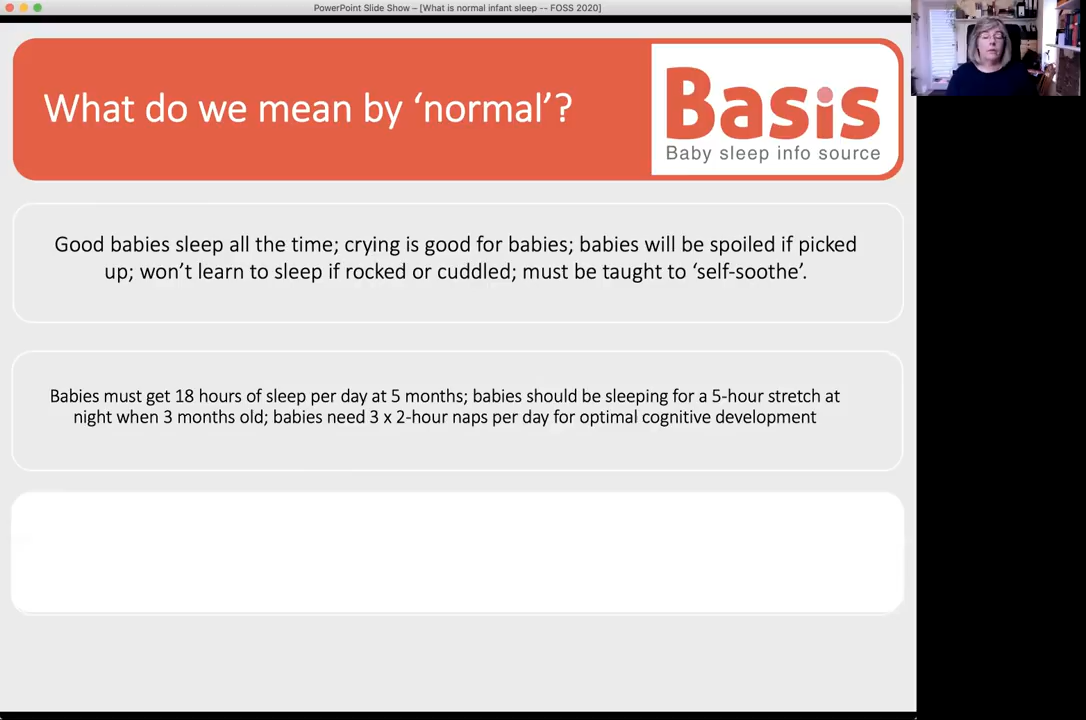 PowerPoint Slide Show – [What is normal infant sleep -- FOSS 2020]
What do we mean by ‘normal’?
Basis
Baby sleep info source
Good babies sleep all the time; crying is good for babies; babies will be spoiled if picked
up; won’t learn to sleep if rocked or cuddled; must be taught to ‘self-soothe’.
Babies must get 18 hours of sleep per day at 5 months; babies should be sleeping for a 5-hour stretch at
night when 3 months old; babies need 3 x 2-hour naps per day for optimal cognitive development